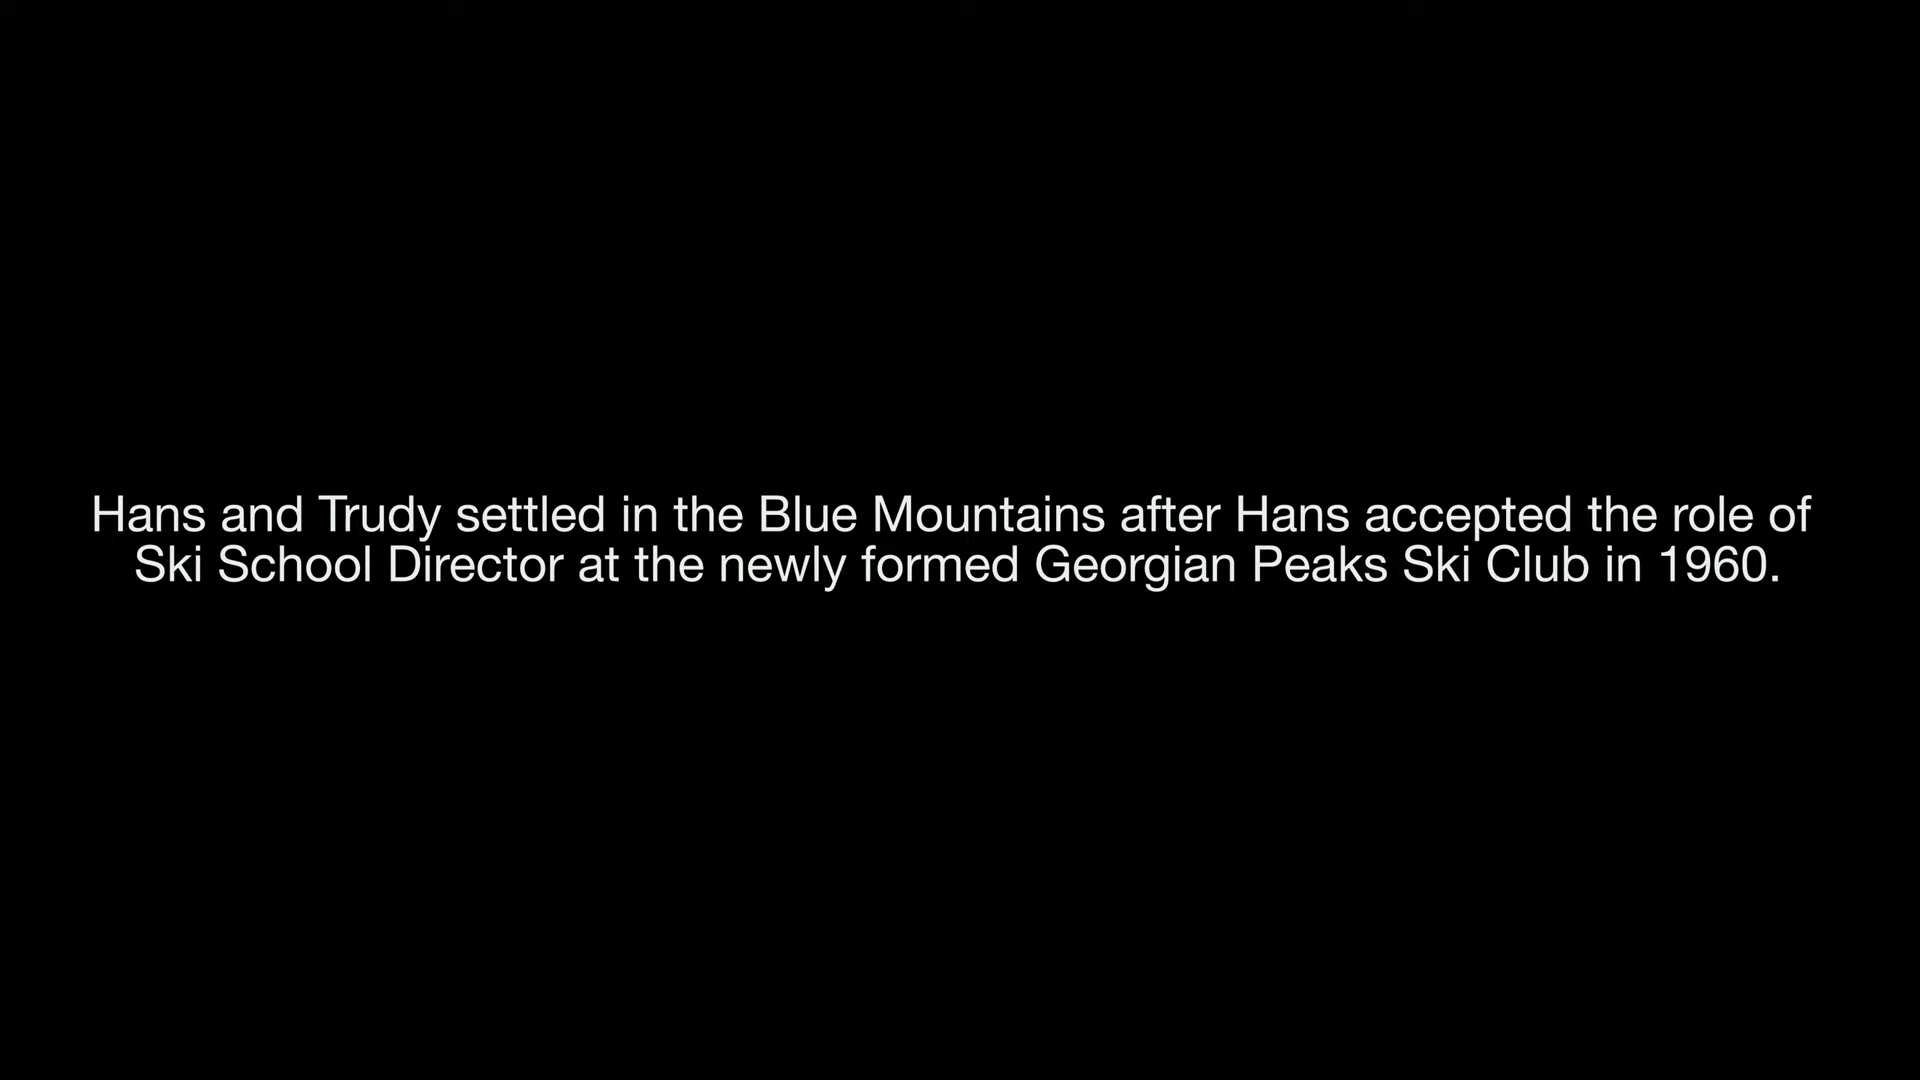 Hans and Trudy settled in the Blue Mountains after Hans accepted the role of
Ski School Director at the newly formed Georgian Peaks Ski Club in 1960.